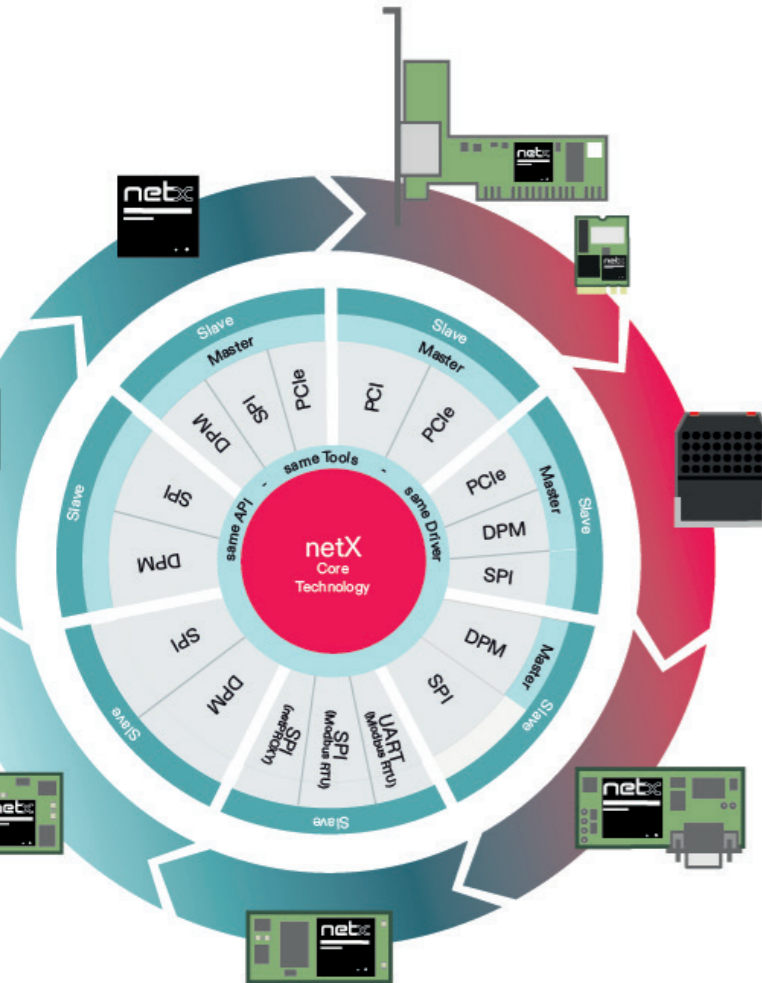 netx
netx
netx
Slave
Master
DPM
SPI
PCIe
Slave
Master
PCI
PCIe
Slave
Master
PCIe
DPM
SPI
Slave
SPI
DPM
same API - same Tools - same Driver
netX
Core
Technology
Slave
Master
DPM
SPI
Slave
SPI
DPM
Slave
SPI
(netPROXY)
SPI
(Modbus RTU)
UART
(Modbus RTU)
netx
netx
netx